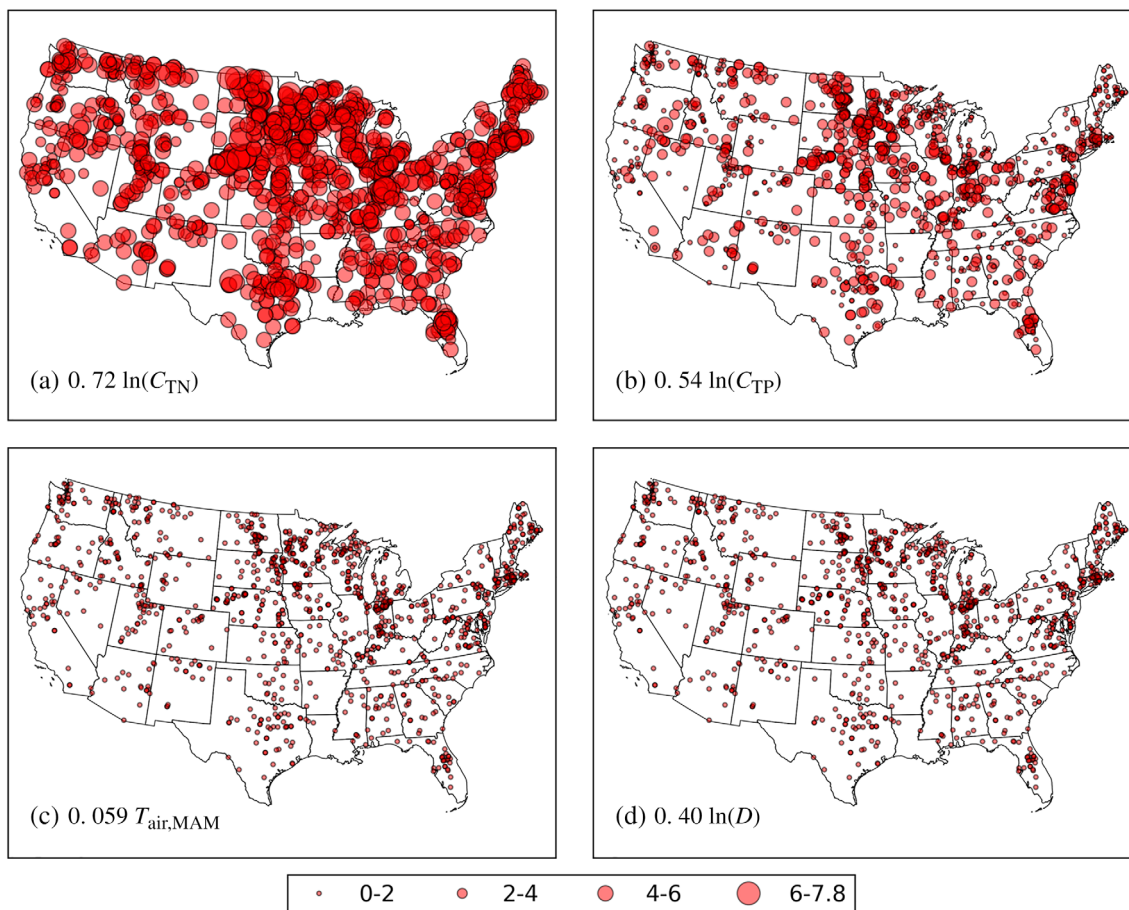 (a) 0. 72 ln(C_TN)
(b) 0. 54 ln(C_TP)
(c) 0. 059 T_air,MAM
(d) 0. 40 ln(D)
0-2 2-4 4-6 6-7.8